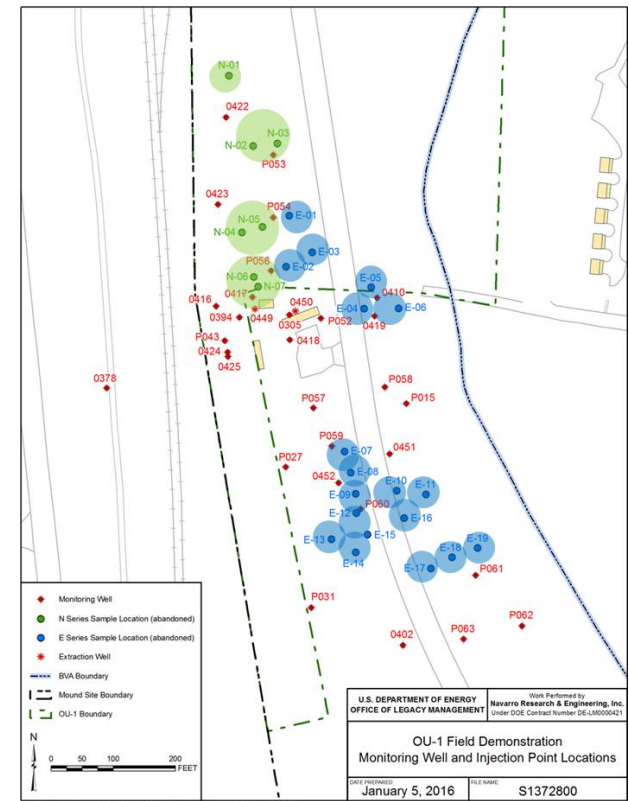 N-01
0422
N-03
N-02
P053
0423
P054
N-05
E-01
N-04
E-03
P056
E-02
N-06
E-05
N-07
0417
0410
0416
0450
E-04
E-06
0394
0449
P052
0419
0305
P043
0418
0424
0425
0378
P058
P015
P057
P059
E-07
0451
P027
E-08
0452
E-10
E-09
E-11
P060
E-12
E-16
E-13
E-15
E-14
E-18
E-19
E-17
P061
P031
P062
P063
0402
Monitoring Well
N Series Sample Location (abandoned)
E Series Sample Location (abandoned)
Extraction Well
BVA Boundary
Mound Site Boundary
OU-1 Boundary
N
0 50 100 200
FEET
U.S. DEPARTMENT OF ENERGY
OFFICE OF LEGACY MANAGEMENT
Work Performed by
Navarro Research & Engineering, Inc.
Under DOE Contract Number DE-LM0000421
OU-1 Field Demonstration
Monitoring Well and Injection Point Locations
DATE PREPARED:
January 5, 2016
FILE NAME:
S1372800